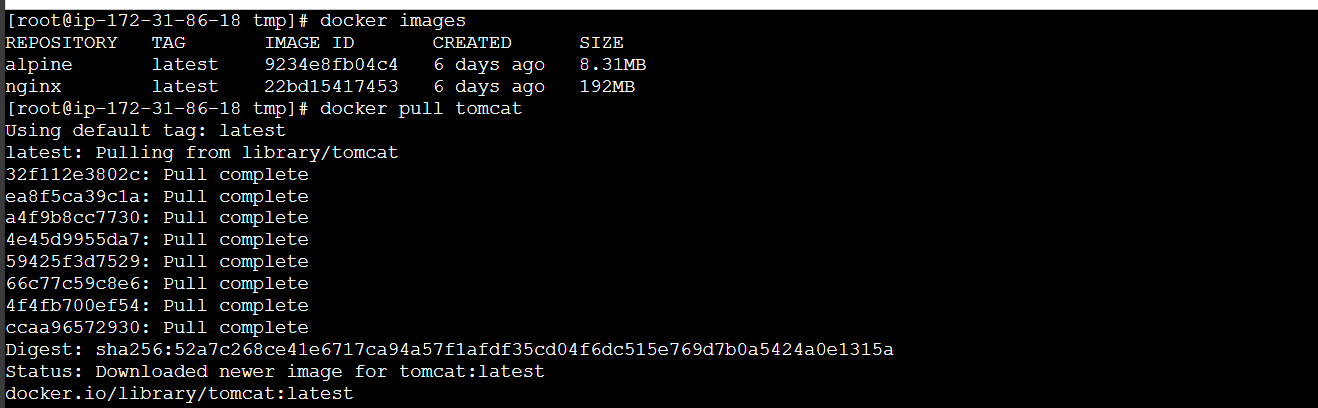 [root@ip-172-31-86-18 tmp]# docker images
REPOSITORY   TAG       IMAGE ID       CREATED      SIZE
alpine       latest    9234e8fb04c4   6 days ago   8.31MB
nginx        latest    22bd15417453   6 days ago   192MB
[root@ip-172-31-86-18 tmp]# docker pull tomcat
Using default tag: latest
latest: Pulling from library/tomcat
32f112e3802c: Pull complete
ea8f5ca39c1a: Pull complete
a4f9b8cc7730: Pull complete
4e45d9955da7: Pull complete
59425f3d7529: Pull complete
66c77c59c8e6: Pull complete
4f4fb700ef54: Pull complete
ccaa96572930: Pull complete
Digest: sha256:52a7c268ce41e6717ca94a57f1afdf35cd04f6dc515e769d7b0a5424a0e1315a
Status: Downloaded newer image for tomcat:latest
docker.io/library/tomcat:latest